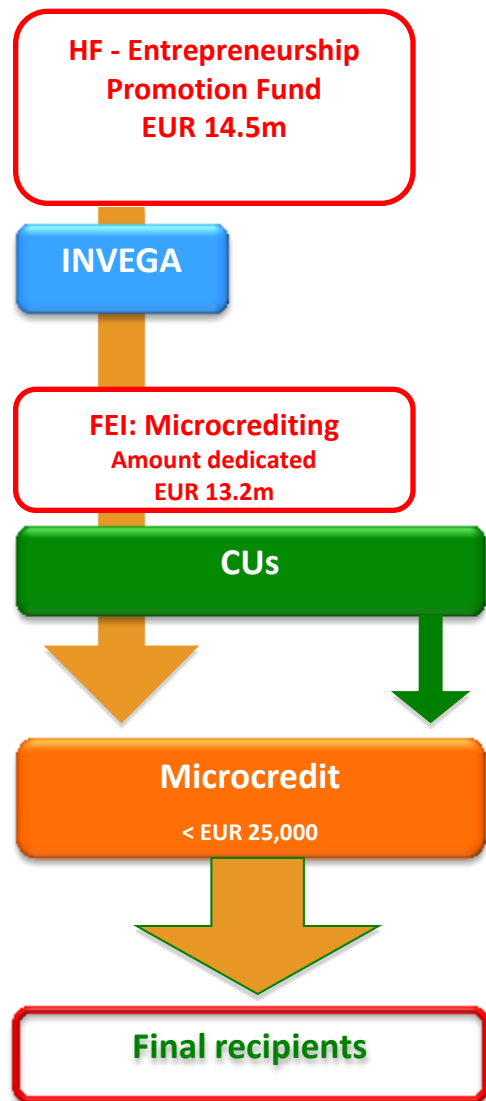 HF - Entrepreneurship
Promotion Fund
EUR 14.5m
INVEGA
FEI: Microcrediting
Amount dedicated
EUR 13.2m
CUs
Microcredit
< EUR 25,000
Final recipients